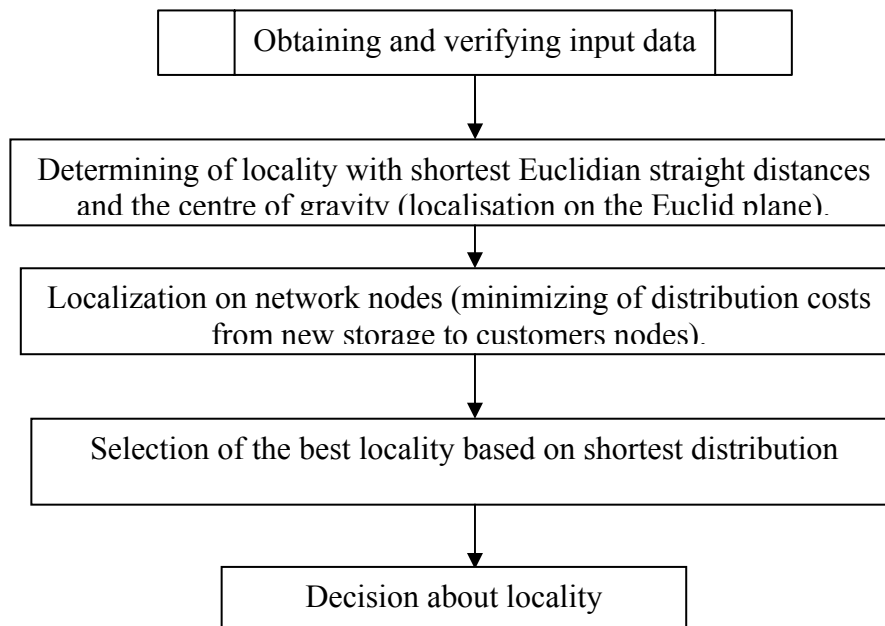 Obtaining and verifying input data
Determining of locality with shortest Euclidian straight distances
and the centre of gravity (localisation on the Euclid plane).
Localization on network nodes (minimizing of distribution costs
from new storage to customers nodes).
Selection of the best locality based on shortest distribution
Decision about locality